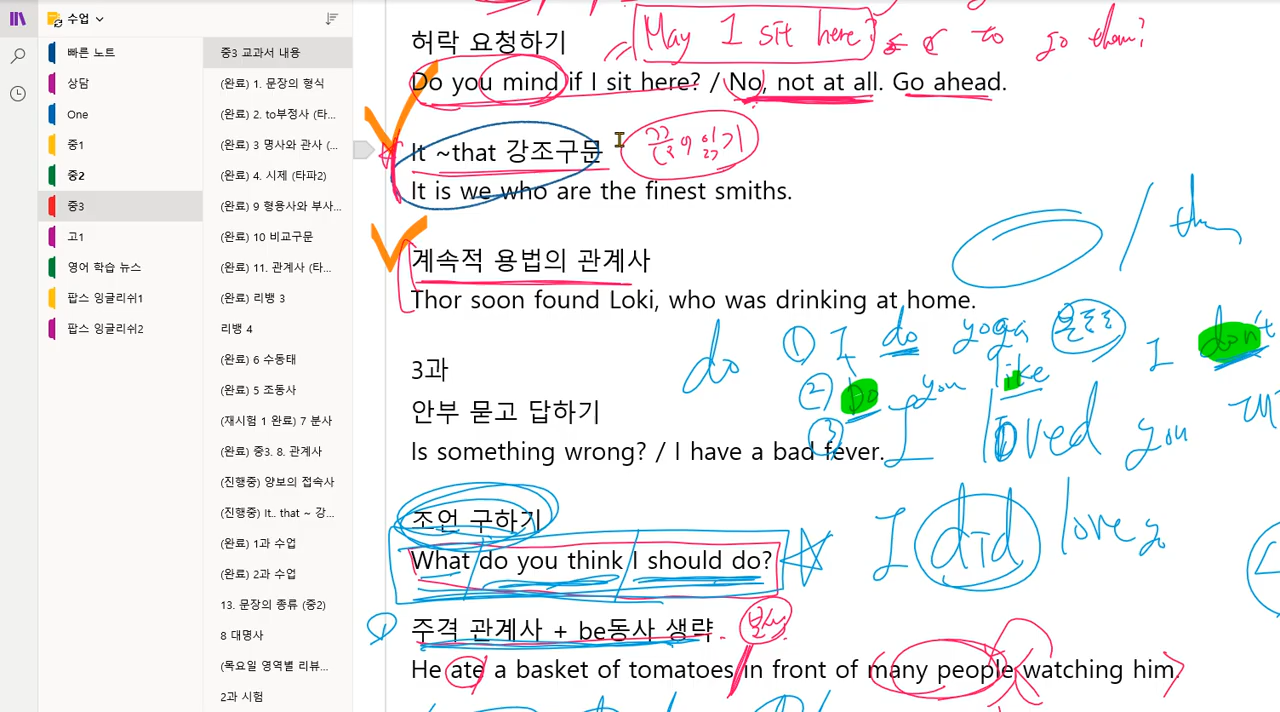 수업
빠른 노트
상담
One
중1
중2
중3
고1
영어 학습 뉴스
팝스 잉글리쉬1
팝스 잉글리쉬2
중3 교과서 내용
(완료) 1. 문장의 형식
(완료) 2. to부정사 (타...
(완료) 3 명사와 관사 (...
(완료) 4. 시제 (타파2)
(완료) 9 형용사와 부사...
(완료) 10 비교구문
(완료) 11. 관계사 (타...
(완료) 리뱅 3
리뱅 4
(완료) 6 수동태
(완료) 5 조동사
(재시험 1 완료) 7 분사
(완료) 중3. 8. 관계사
(진행중) 양보의 접속사
(진행중) It.. that ~ 강...
(완료) 1과 수업
(완료) 2과 수업
13. 문장의 종류 (중2)
8 대명사
(목요일 영역별 리뷰...
2과 시험
허락 요청하기
May I sit here?
to go them?
Do you mind if I sit here? / No, not at all. Go ahead.
It ~that 강조구문
It is we who are the finest smiths.
계속적 용법의 관계사
Thor soon found Loki, who was drinking at home.
do ① I do yoga
I don't
3과
② Do you like
안부 묻고 답하기
③ I loved you
Is something wrong? / I have a bad fever.
조언 구하기
I did love
What do you think I should do?
주격 관계사 + be동사 생략.
He ate a basket of tomatoes in front of many people watching him.